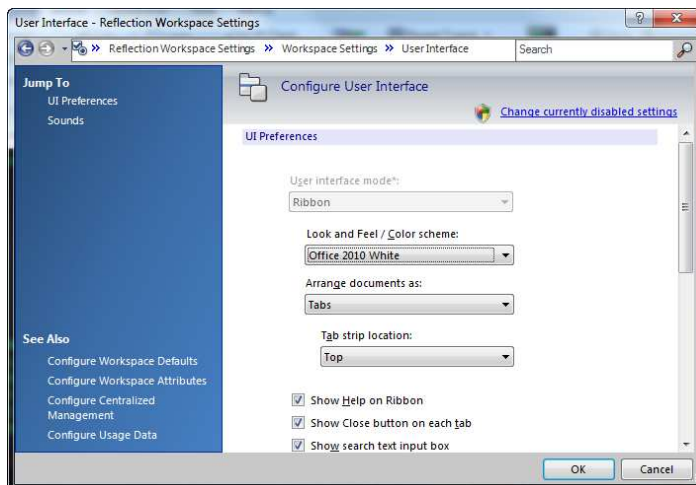 User Interface - Reflection Workspace Settings
Reflection Workspace Settings » Workspace Settings » User Interface
Search
Jump To
UI Preferences
Sounds
Configure User Interface
Change currently disabled settings
UI Preferences
User interface mode*:
Ribbon
Look and Feel / Color scheme:
Office 2010 White
Arrange documents as:
Tabs
Tab strip location:
Top
Show Help on Ribbon
Show Close button on each tab
Show search text input box
See Also
Configure Workspace Defaults
Configure Workspace Attributes
Configure Centralized
Management
Configure Usage Data
OK
Cancel